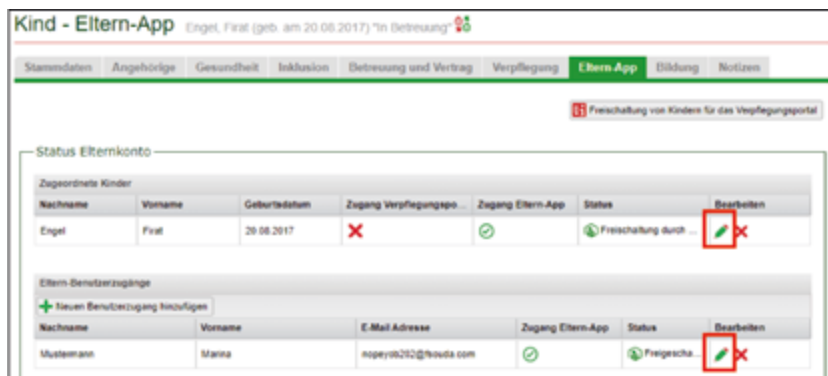 Kind - Eltern-App Engel, Firat (geb. am 20.08.2017) "In Betreuung"
Stammdaten Angehörige Gesundheit Inklusion Betreuung und Vertrag Verpflegung Eltern-App Bildung Notizen
Freischaltung von Kindern für das Verpflegungsportal
Status Elternkonto
Zugeordnete Kinder
Nachname Vorname Geburtsdatum Zugang Verpflegungspo... Zugang Eltern-App Status Bearbeiten
Engel Firat 20.08.2017 Freischaltung durch ...
Eltern-Benutzerzugänge
Neuen Benutzerzugang hinzufügen
Nachname Vorname E-Mail Adresse Zugang Eltern-App Status Bearbeiten
Mustermann Marina Freigescha...